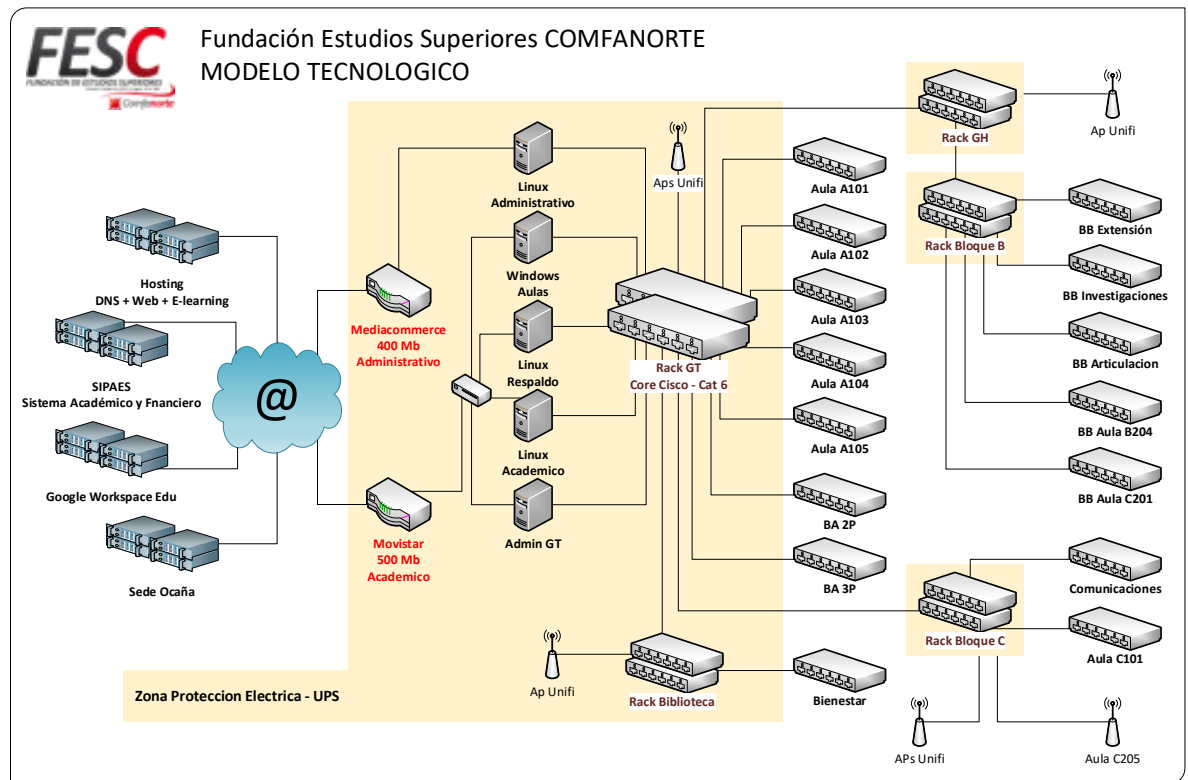 FESC
FUNDACIÓN DE ESTUDIOS SUPERIORES
Comfanorte
Fundación Estudios Superiores COMFANORTE
MODELO TECNOLOGICO
Hosting
DNS + Web + E-learning
SIPAES
Sistema Académico y Fnanciero
Google Workspace Edu
Sede Ocaña
@
Mediacommerce
400 Mb
Administrativo
Movistar
500 Mb
Academico
Linux
Administrativo
Windows
Aulas
Linux
Respaldo
Linux
Academico
Admin GT
Aps Unifi
Rack GT
Core Cisco - Cat 6
Ap Unifi
Rack Biblioteca
Zona Proteccion Electrica - UPS
Aula A101
Aula A102
Aula A103
Aula A104
Aula A105
BA 2P
BA 3P
Bienestar
Rack GH
Ap Unifi
Rack Bloque B
BB Extensión
BB Investigaciones
BB Articulacion
BB Aula B204
BB Aula C201
Rack Bloque C
Comunicaciones
Aula C101
APs Unifi
Aula C205